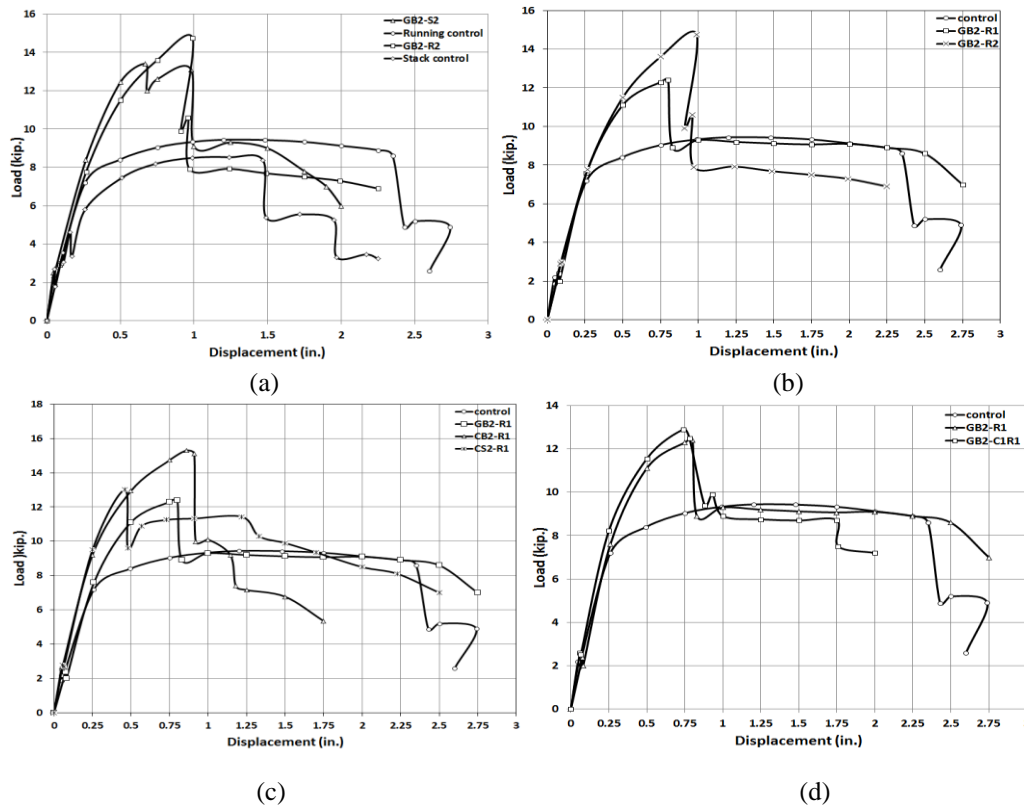 GB2-S2
Running control
GB2-R2
Stack control
Load (kip.)
16
14
12
10
8
6
4
2
0
0 0.5 1 1.5 2 2.5 3
Displacement (in.)
(a)
control
GB2-R1
GB2-R2
Load (kip.)
16
14
12
10
8
6
4
2
0
0 0.25 0.5 0.75 1 1.25 1.5 1.75 2 2.25 2.5 2.75 3
Displacement (in.)
(b)
control
GB2-R1
CB2-R1
CS2-R1
Load )kip.)
18
16
14
12
10
8
6
4
2
0
0 0.25 0.5 0.75 1 1.25 1.5 1.75 2 2.25 2.5 2.75 3
Displacement (in.)
(c)
control
GB2-R1
GB2-C1R1
Load (kip.)
14
12
10
8
6
4
2
0
0 0.25 0.5 0.75 1 1.25 1.5 1.75 2 2.25 2.5 2.75
Displacement (in.)
(d)